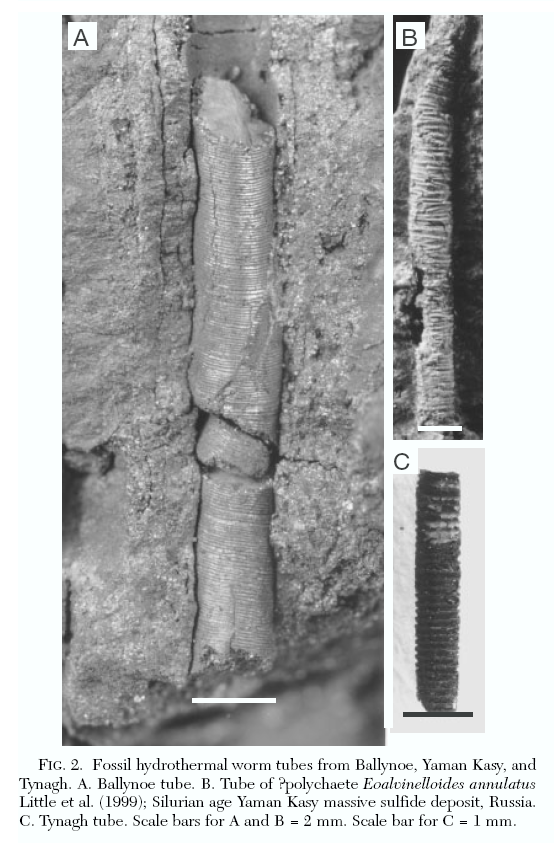 A
B
C
FIG. 2. Fossil hydrothermal worm tubes from Ballynoe, Yaman Kasy, and
Tynagh. A. Ballynoe tube. B. Tube of ?polychaete Eoalvinelloides annulatus
Little et al. (1999); Silurian age Yaman Kasy massive sulfide deposit, Russia.
C. Tynagh tube. Scale bars for A and B = 2 mm. Scale bar for C = 1 mm.